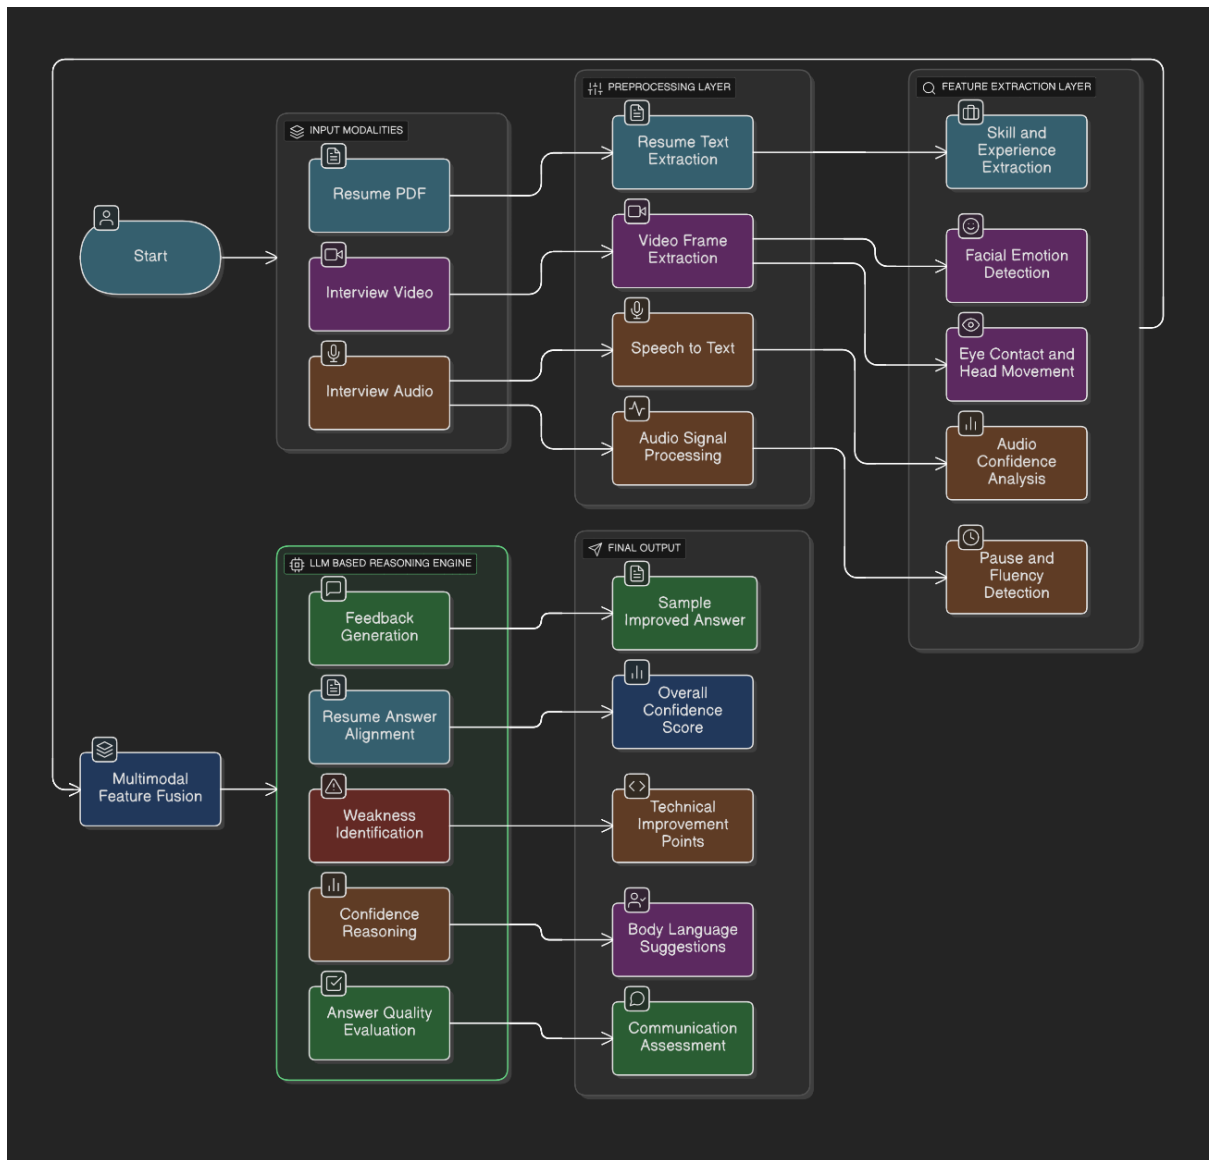 INPUT MODALITIES
PREPROCESSING LAYER
FEATURE EXTRACTION LAYER
Start
Resume PDF
Interview Video
Interview Audio
Resume Text
Extraction
Video Frame
Extraction
Speech to Text
Audio Signal
Processing
Skill and
Experience
Extraction
Facial Emotion
Detection
Eye Contact and
Head Movement
Audio
Confidence
Analysis
Pause and
Fluency
Detection
Multimodal
Feature Fusion
LLM BASED REASONING ENGINE
Feedback
Generation
Resume Answer
Alignment
Weakness
Identification
Confidence
Reasoning
Answer Quality
Evaluation
FINAL OUTPUT
Sample
Improved Answer
Overall
Confidence
Score
Technical
Improvement
Points
Body Language
Suggestions
Communication
Assessment